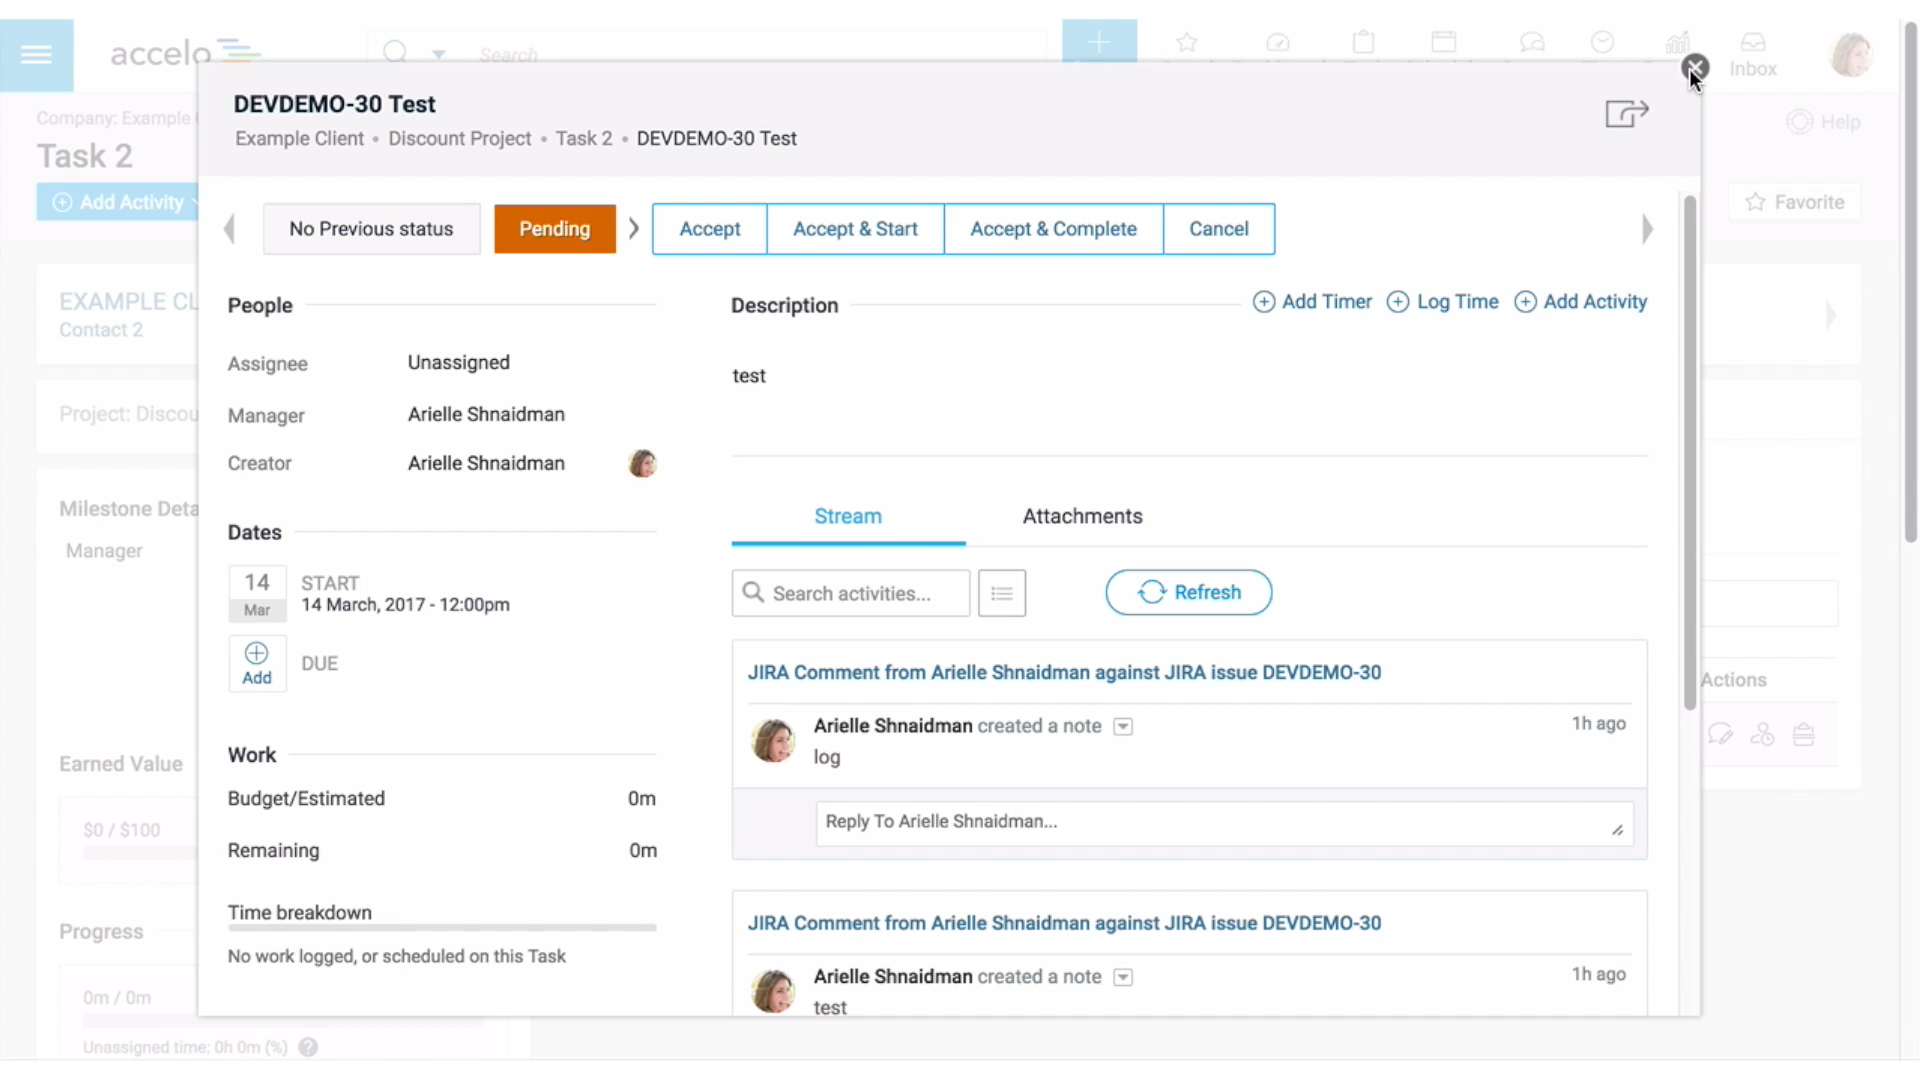 accelo
Search
Inbox
Company: Example
Help
Task 2
Add Activity
Favorite
EXAMPLE CL
Contact 2
Project: Discou
Milestone Deta
Manager
Actions
Earned Value
$0 / $100
Progress
0m / 0m
Unassigned time: 0h 0m (%) ?
DEVDEMO-30 Test
Example Client • Discount Project • Task 2 • DEVDEMO-30 Test
No Previous status
Pending
Accept
Accept & Start
Accept & Complete
Cancel
People
Assignee Unassigned
Manager Arielle Shnaidman
Creator Arielle Shnaidman
Dates
14
Mar
START
14 March, 2017 - 12:00pm
Add
DUE
Work
Budget/Estimated 0m
Remaining 0m
Time breakdown
No work logged, or scheduled on this Task
Description
Add Timer
Log Time
Add Activity
test
Stream
Attachments
Search activities...
Refresh
JIRA Comment from Arielle Shnaidman against JIRA issue DEVDEMO-30
Arielle Shnaidman created a note
1h ago
log
Reply To Arielle Shnaidman...
JIRA Comment from Arielle Shnaidman against JIRA issue DEVDEMO-30
Arielle Shnaidman created a note
1h ago
test